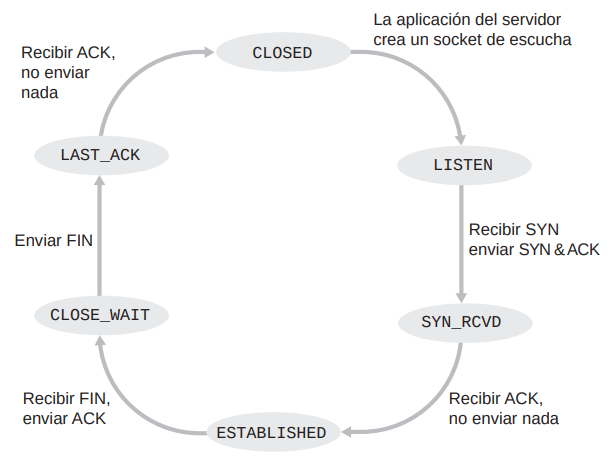 La aplicación del servidor
crea un socket de escucha
CLOSED
Recibir ACK,
no enviar
nada
LAST_ACK
LISTEN
Recibir SYN
enviar SYN & ACK
Enviar FIN
CLOSE_WAIT
SYN_RCVD
Recibir FIN,
enviar ACK
Recibir ACK,
no enviar nada
ESTABLISHED